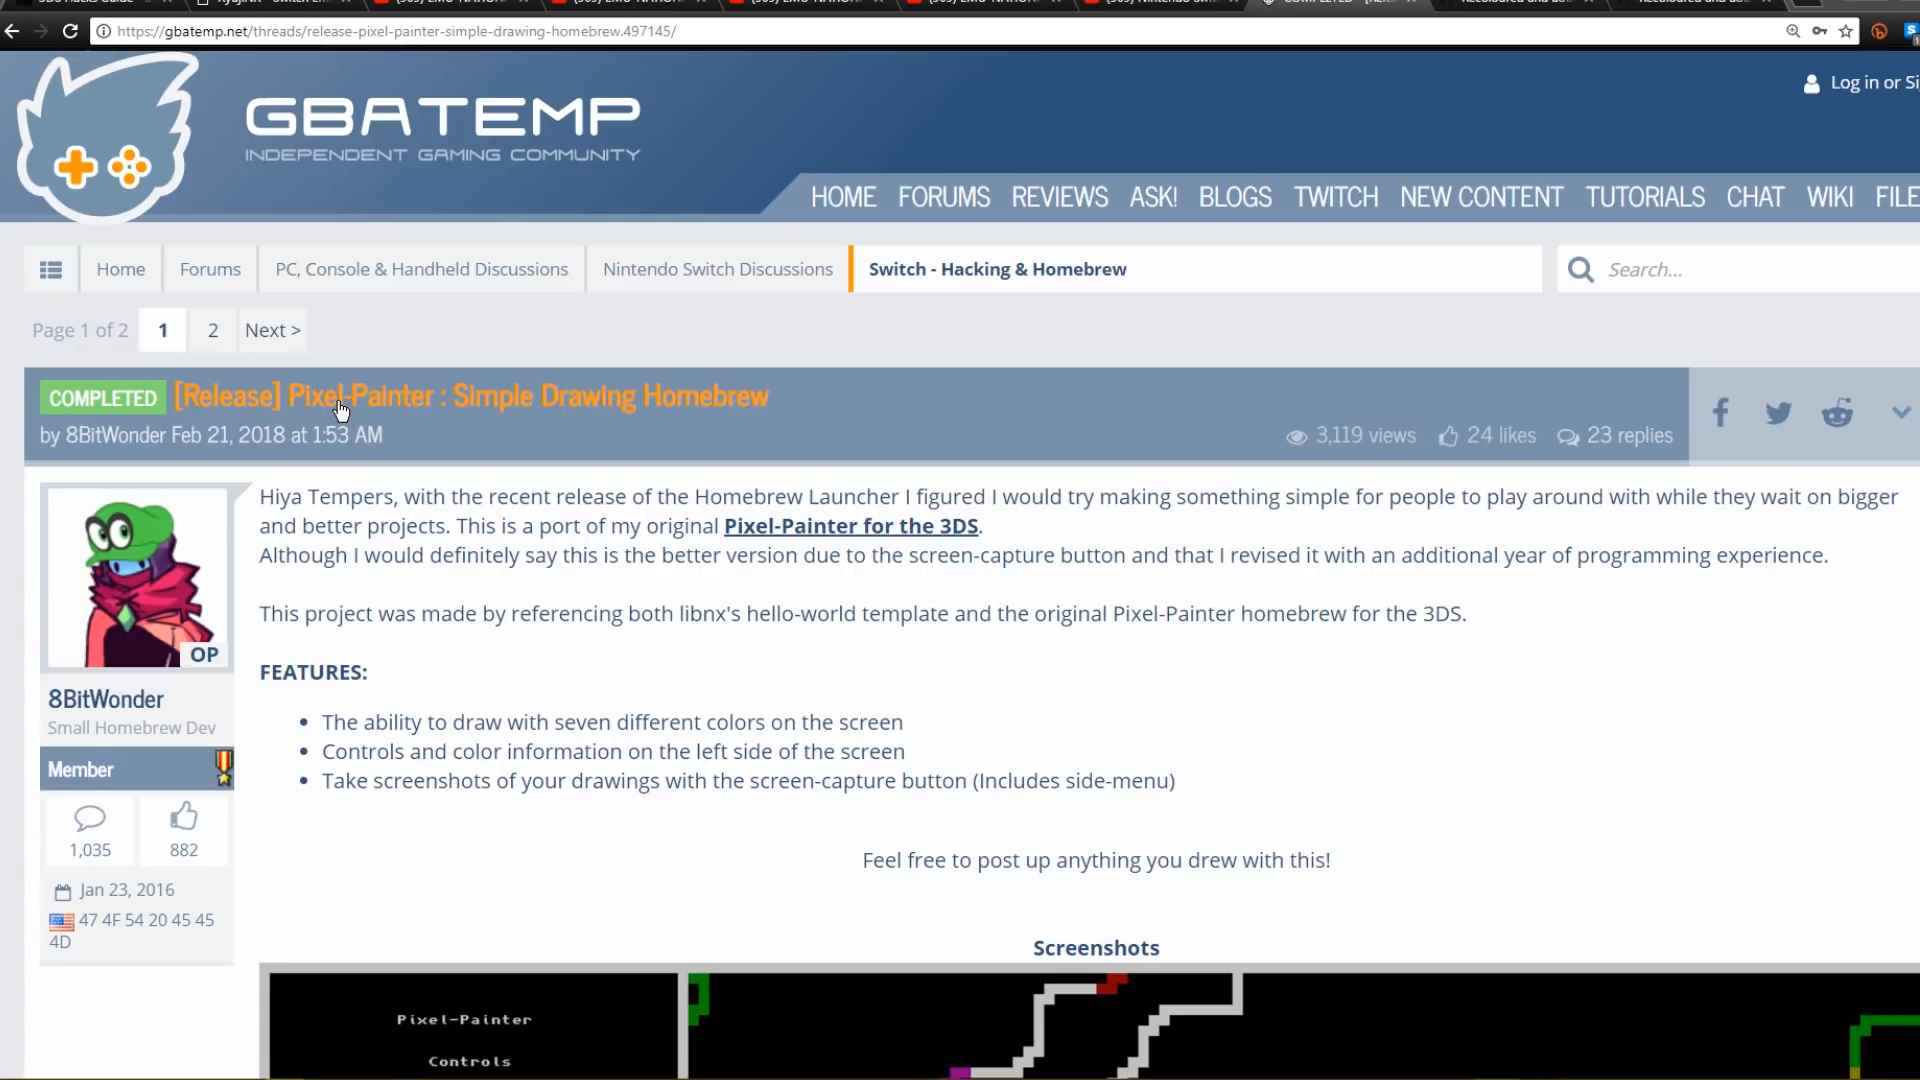 https://gbatemp.net/threads/release-pixel-painter-simple-drawing-homebrew.497145/
Log in or Si
GBATEMP
INDEPENDENT GAMING COMMUNITY
HOME FORUMS REVIEWS ASK! BLOGS TWITCH NEW CONTENT TUTORIALS CHAT WIKI FILE
Home Forums PC, Console & Handheld Discussions Nintendo Switch Discussions Switch - Hacking & Homebrew Search...
Page 1 of 2 1 2 Next >
COMPLETED [Release] Pixel-Painter : Simple Drawing Homebrew
by 8BitWonder Feb 21, 2018 at 1:53 AM 3,119 views 24 likes 23 replies
Hiya Tempers, with the recent release of the Homebrew Launcher I figured I would try making something simple for people to play around with while they wait on bigger
and better projects. This is a port of my original Pixel-Painter for the 3DS.
Although I would definitely say this is the better version due to the screen-capture button and that I revised it with an additional year of programming experience.
This project was made by referencing both libnx's hello-world template and the original Pixel-Painter homebrew for the 3DS.
FEATURES:
The ability to draw with seven different colors on the screen
Controls and color information on the left side of the screen
Take screenshots of your drawings with the screen-capture button (Includes side-menu)
Feel free to post up anything you drew with this!
Screenshots
OP
8BitWonder
Small Homebrew Dev
Member
1,035 882
Jan 23, 2016
47 4F 54 20 45 45
4D
Pixel-Painter
Controls